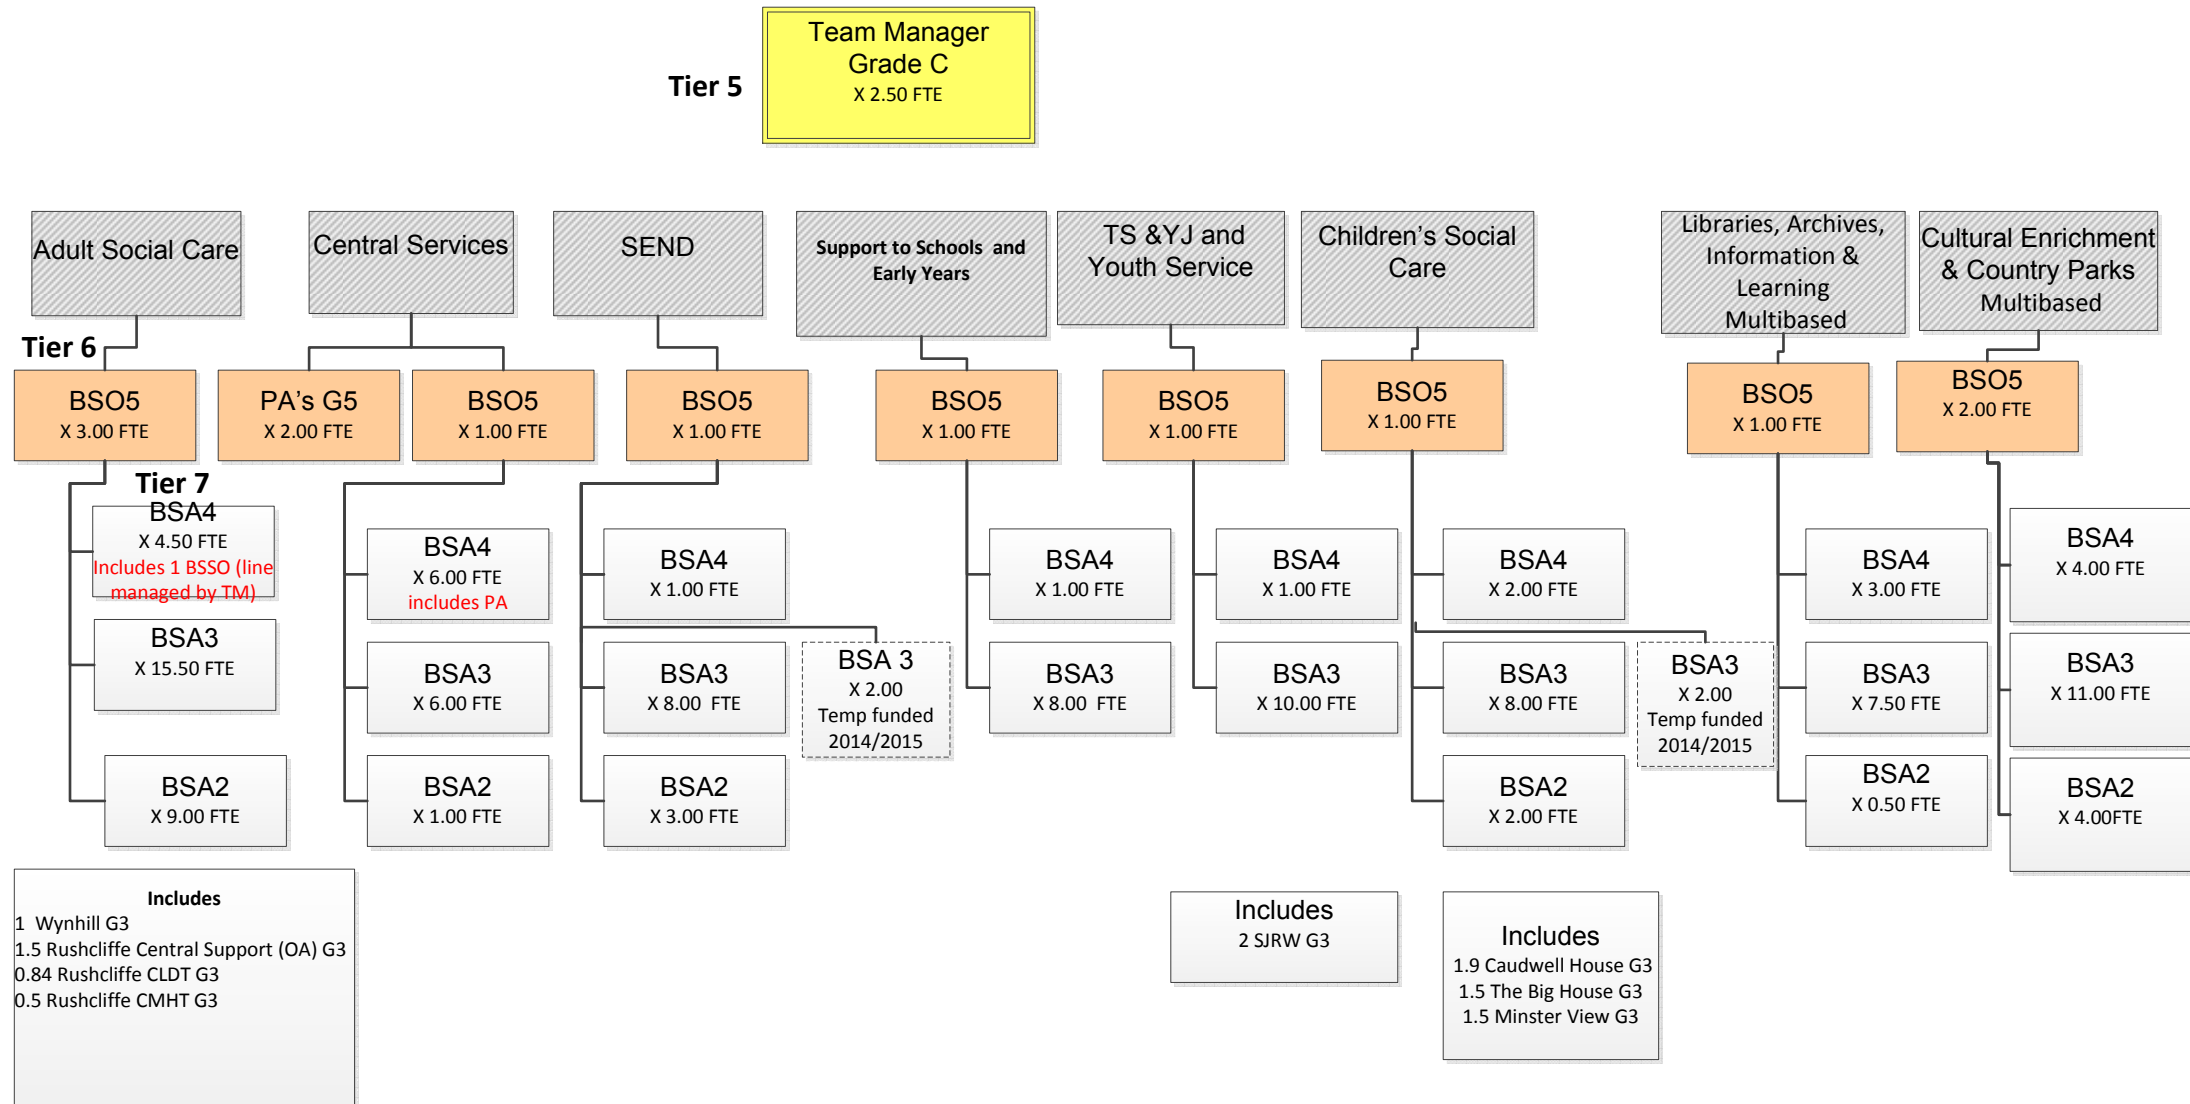 Team Manager
Grade C
X 2.50 FTE
Tier 5
Adult Social Care
Central Services
SEND
Support to Schools  and
Early Years
TS &YJ and
Youth Service
Children's Social
Care
Libraries, Archives,
Information &
Learning
Multibased
Cultural Enrichment
& Country Parks
Multibased
Tier 6
BSO5
X 3.00 FTE
PA's G5
X 2.00 FTE
BSO5
X 1.00 FTE
BSO5
X 1.00 FTE
BSO5
X 1.00 FTE
BSO5
X 1.00 FTE
BSO5
X 1.00 FTE
BSO5
X 1.00 FTE
BSO5
X 2.00 FTE
Tier 7
BSA4
X 4.50 FTE
Includes 1 BSSO (line
managed by TM)
BSA3
X 15.50 FTE
BSA2
X 9.00 FTE
BSA4
X 6.00 FTE
includes PA
BSA3
X 6.00 FTE
BSA2
X 1.00 FTE
BSA4
X 1.00 FTE
BSA3
X 8.00  FTE
BSA2
X 3.00 FTE
BSA 3
X 2.00
Temp funded
2014/2015
BSA4
X 1.00 FTE
BSA3
X 8.00  FTE
BSA4
X 1.00 FTE
BSA3
X 10.00 FTE
BSA4
X 2.00 FTE
BSA3
X 8.00 FTE
BSA2
X 2.00 FTE
BSA3
X 2.00
Temp funded
2014/2015
BSA4
X 3.00 FTE
BSA3
X 7.50 FTE
BSA2
X 0.50 FTE
BSA4
X 4.00 FTE
BSA3
X 11.00 FTE
BSA2
X 4.00FTE
Includes
1  Wynhill G3
1.5 Rushcliffe Central Support (OA) G3
0.84 Rushcliffe CLDT G3
0.5 Rushcliffe CMHT G3
Includes
2 SJRW G3
Includes
1.9 Caudwell House G3
1.5 The Big House G3
1.5 Minster View G3